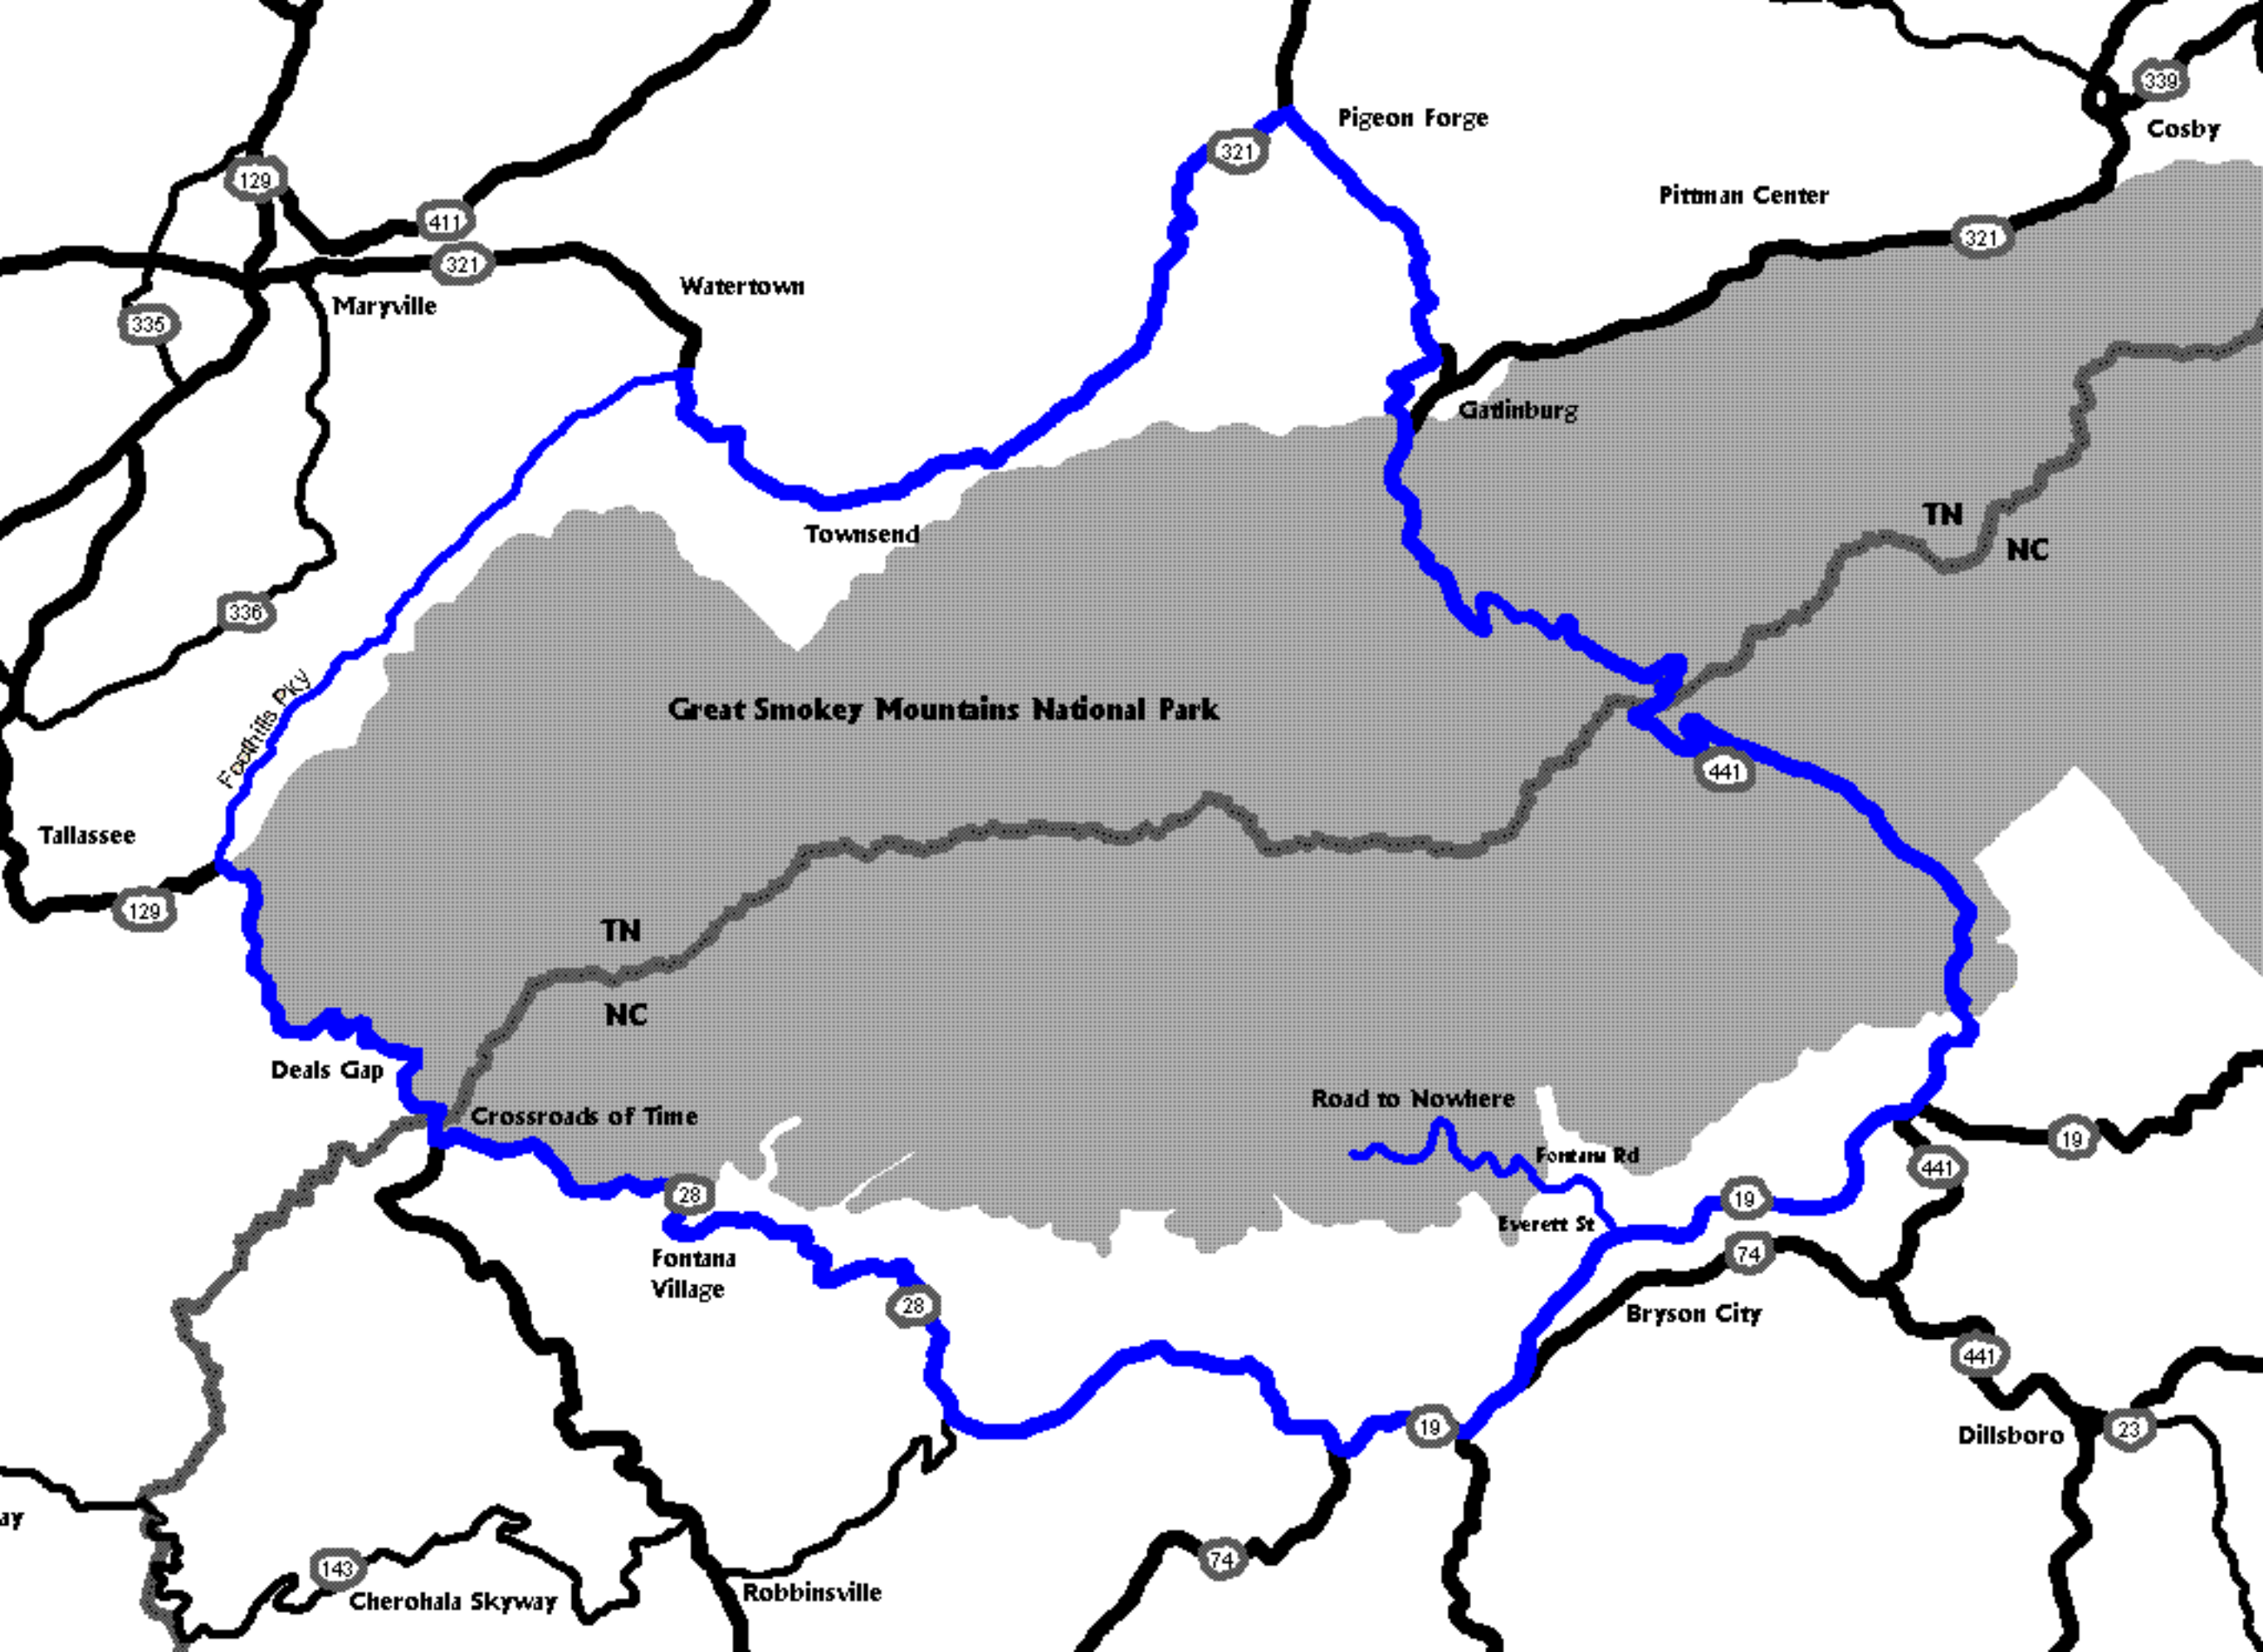 339
Pigeon Forge
Cosby
321
129
Pittman Center
411
321
321
Watertown
Maryville
335
Gatlinburg
TN
Townsend
NC
336
Great Smokey Mountains National Park
Foothills Pky
441
Tallassee
129
TN
NC
Deals Gap
Road to Nowhere
Crossroads of Time
19
Fontana Rd
441
28
19
Everett St
Fontana
Village
74
28
Bryson City
441
19
23
Dillsboro
ay
74
143
Cherohala Skyway
Robbinsville